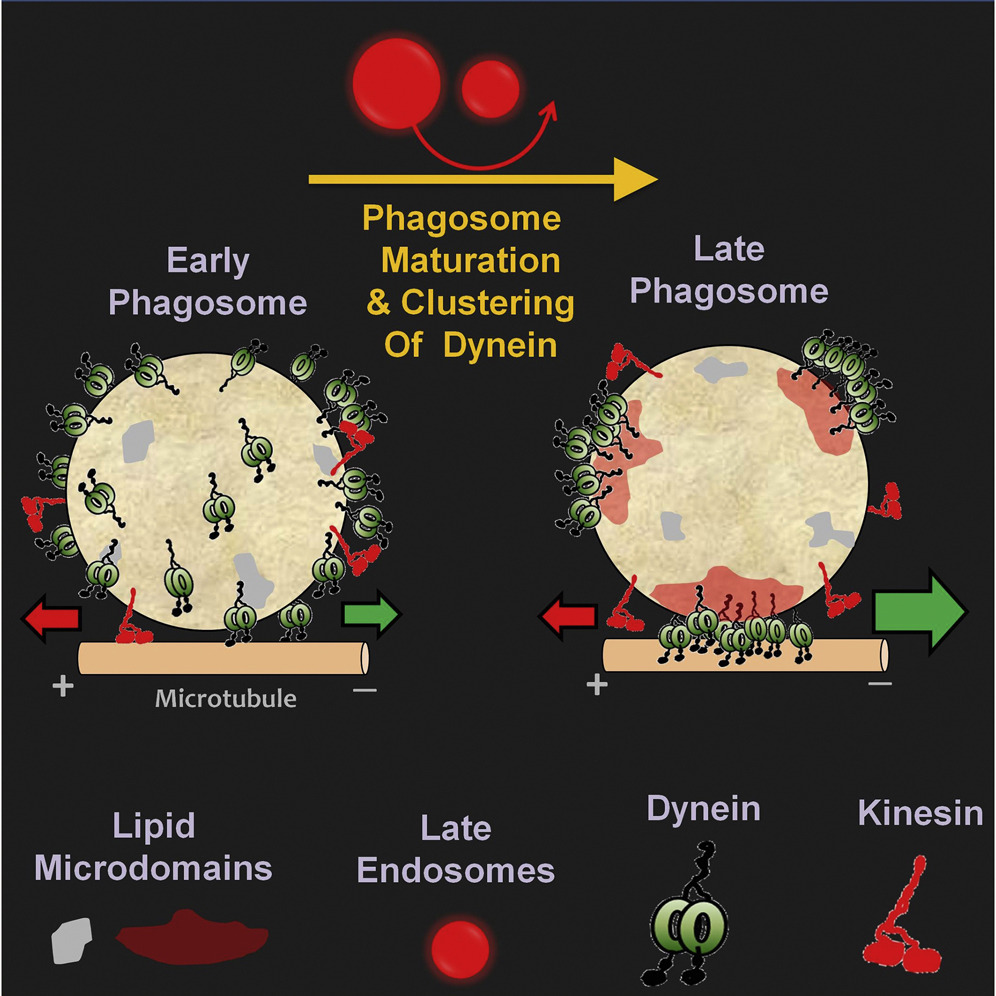 Phagosome
Maturation
& Clustering
Of Dynein
Early
Phagosome
Late
Phagosome
+
Microtubule
—
+
—
Lipid
Microdomains
Late
Endosomes
Dynein
Kinesin